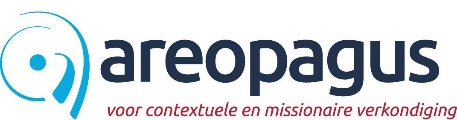 areopagus
voor contextuele en missionaire verkondiging